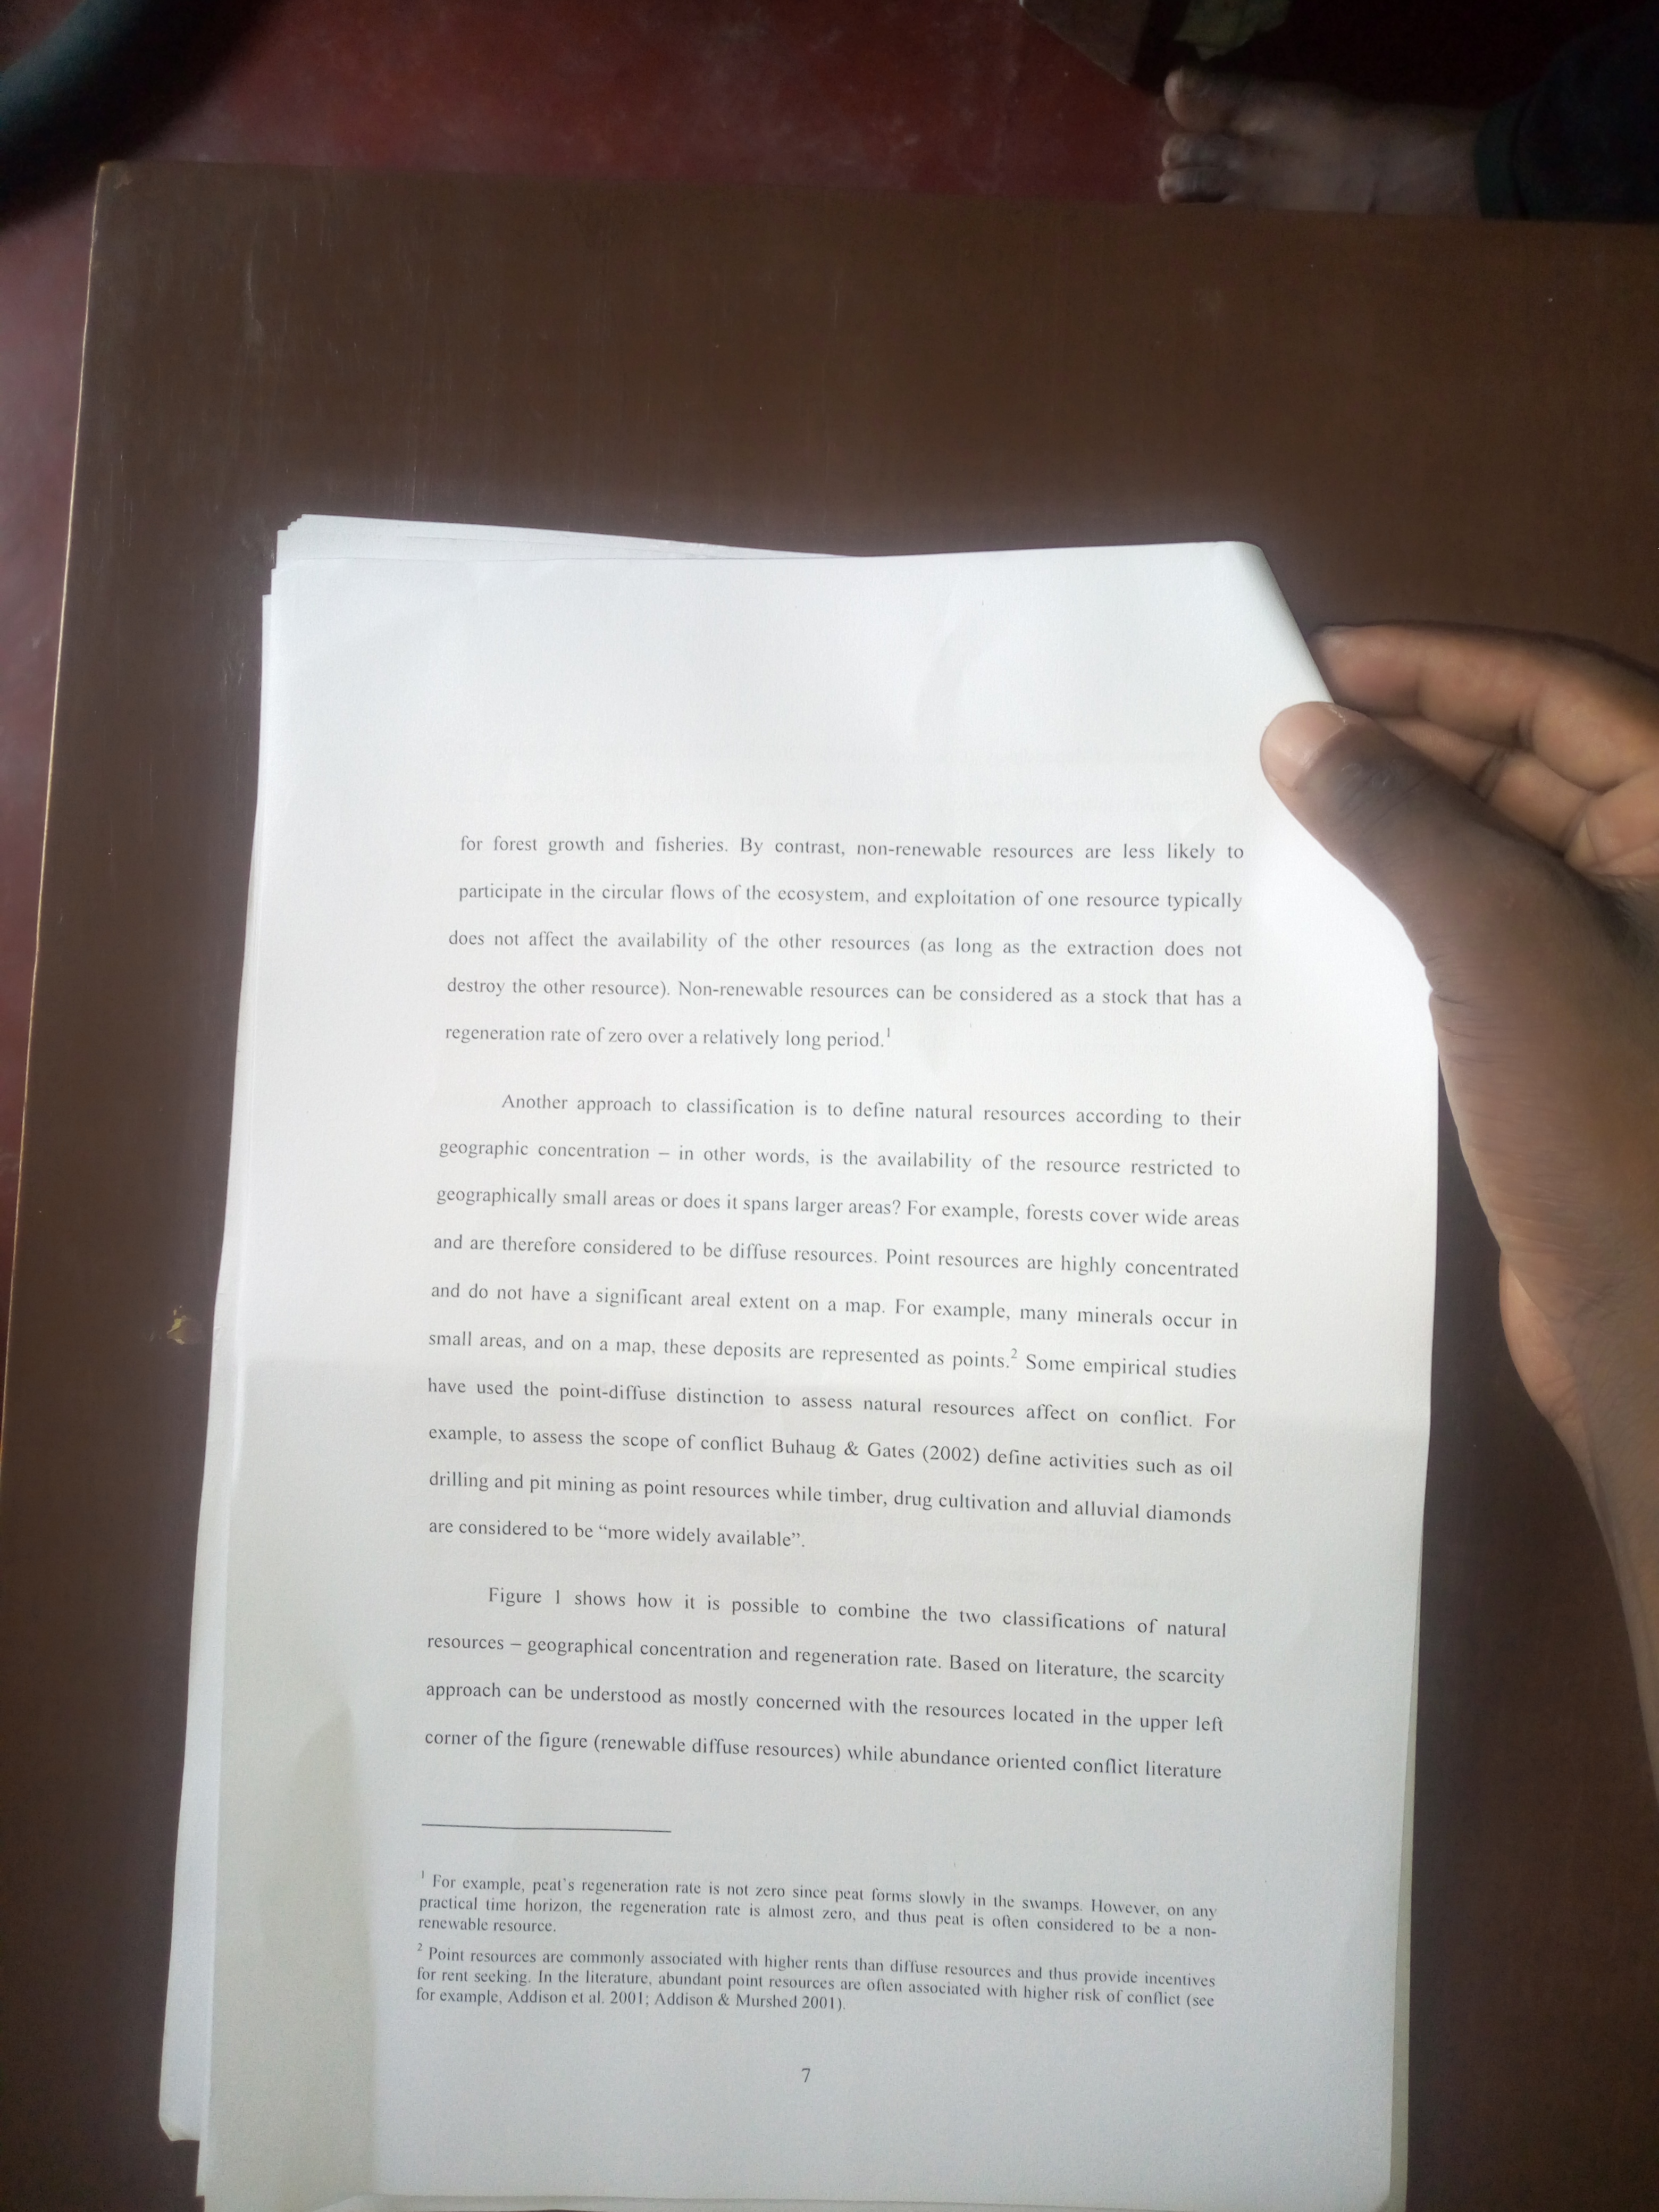 for forest growth and fisheries. By contrast, non-renewable resources are less likely to
participate in the circular flows of the ecosystem, and exploitation of one resource typically
does not affect the availability of the other resources (as long as the extraction does not
destroy the other resource). Non-renewable resources can be considered as a stock that has a
regeneration rate of zero over a relatively long period.1
Another approach to classification is to define natural resources according to their
geographic concentration – in other words, is the availability of the resource restricted to
geographically small areas or does it spans larger areas? For example, forests cover wide areas
and are therefore considered to be diffuse resources. Point resources are highly concentrated
and do not have a significant areal extent on a map. For example, many minerals occur in
small areas, and on a map, these deposits are represented as points.2 Some empirical studies
have used the point-diffuse distinction to assess natural resources affect on conflict. For
example, to assess the scope of conflict Buhaug & Gates (2002) define activities such as oil
drilling and pit mining as point resources while timber, drug cultivation and alluvial diamonds
are considered to be “more widely available”.
Figure 1 shows how it is possible to combine the two classifications of natural
resources – geographical concentration and regeneration rate. Based on literature, the scarcity
approach can be understood as mostly concerned with the resources located in the upper left
corner of the figure (renewable diffuse resources) while abundance oriented conflict literature
1 For example, peat's regeneration rate is not zero since peat forms slowly in the swamps. However, on any
practical time horizon, the regeneration rate is almost zero, and thus peat is often considered to be a non-
renewable resource.
2 Point resources are commonly associated with higher rents than diffuse resources and thus provide incentives
for rent seeking. In the literature, abundant point resources are often associated with higher risk of conflict (see
for example, Addison et al. 2001; Addison & Murshed 2001).
7